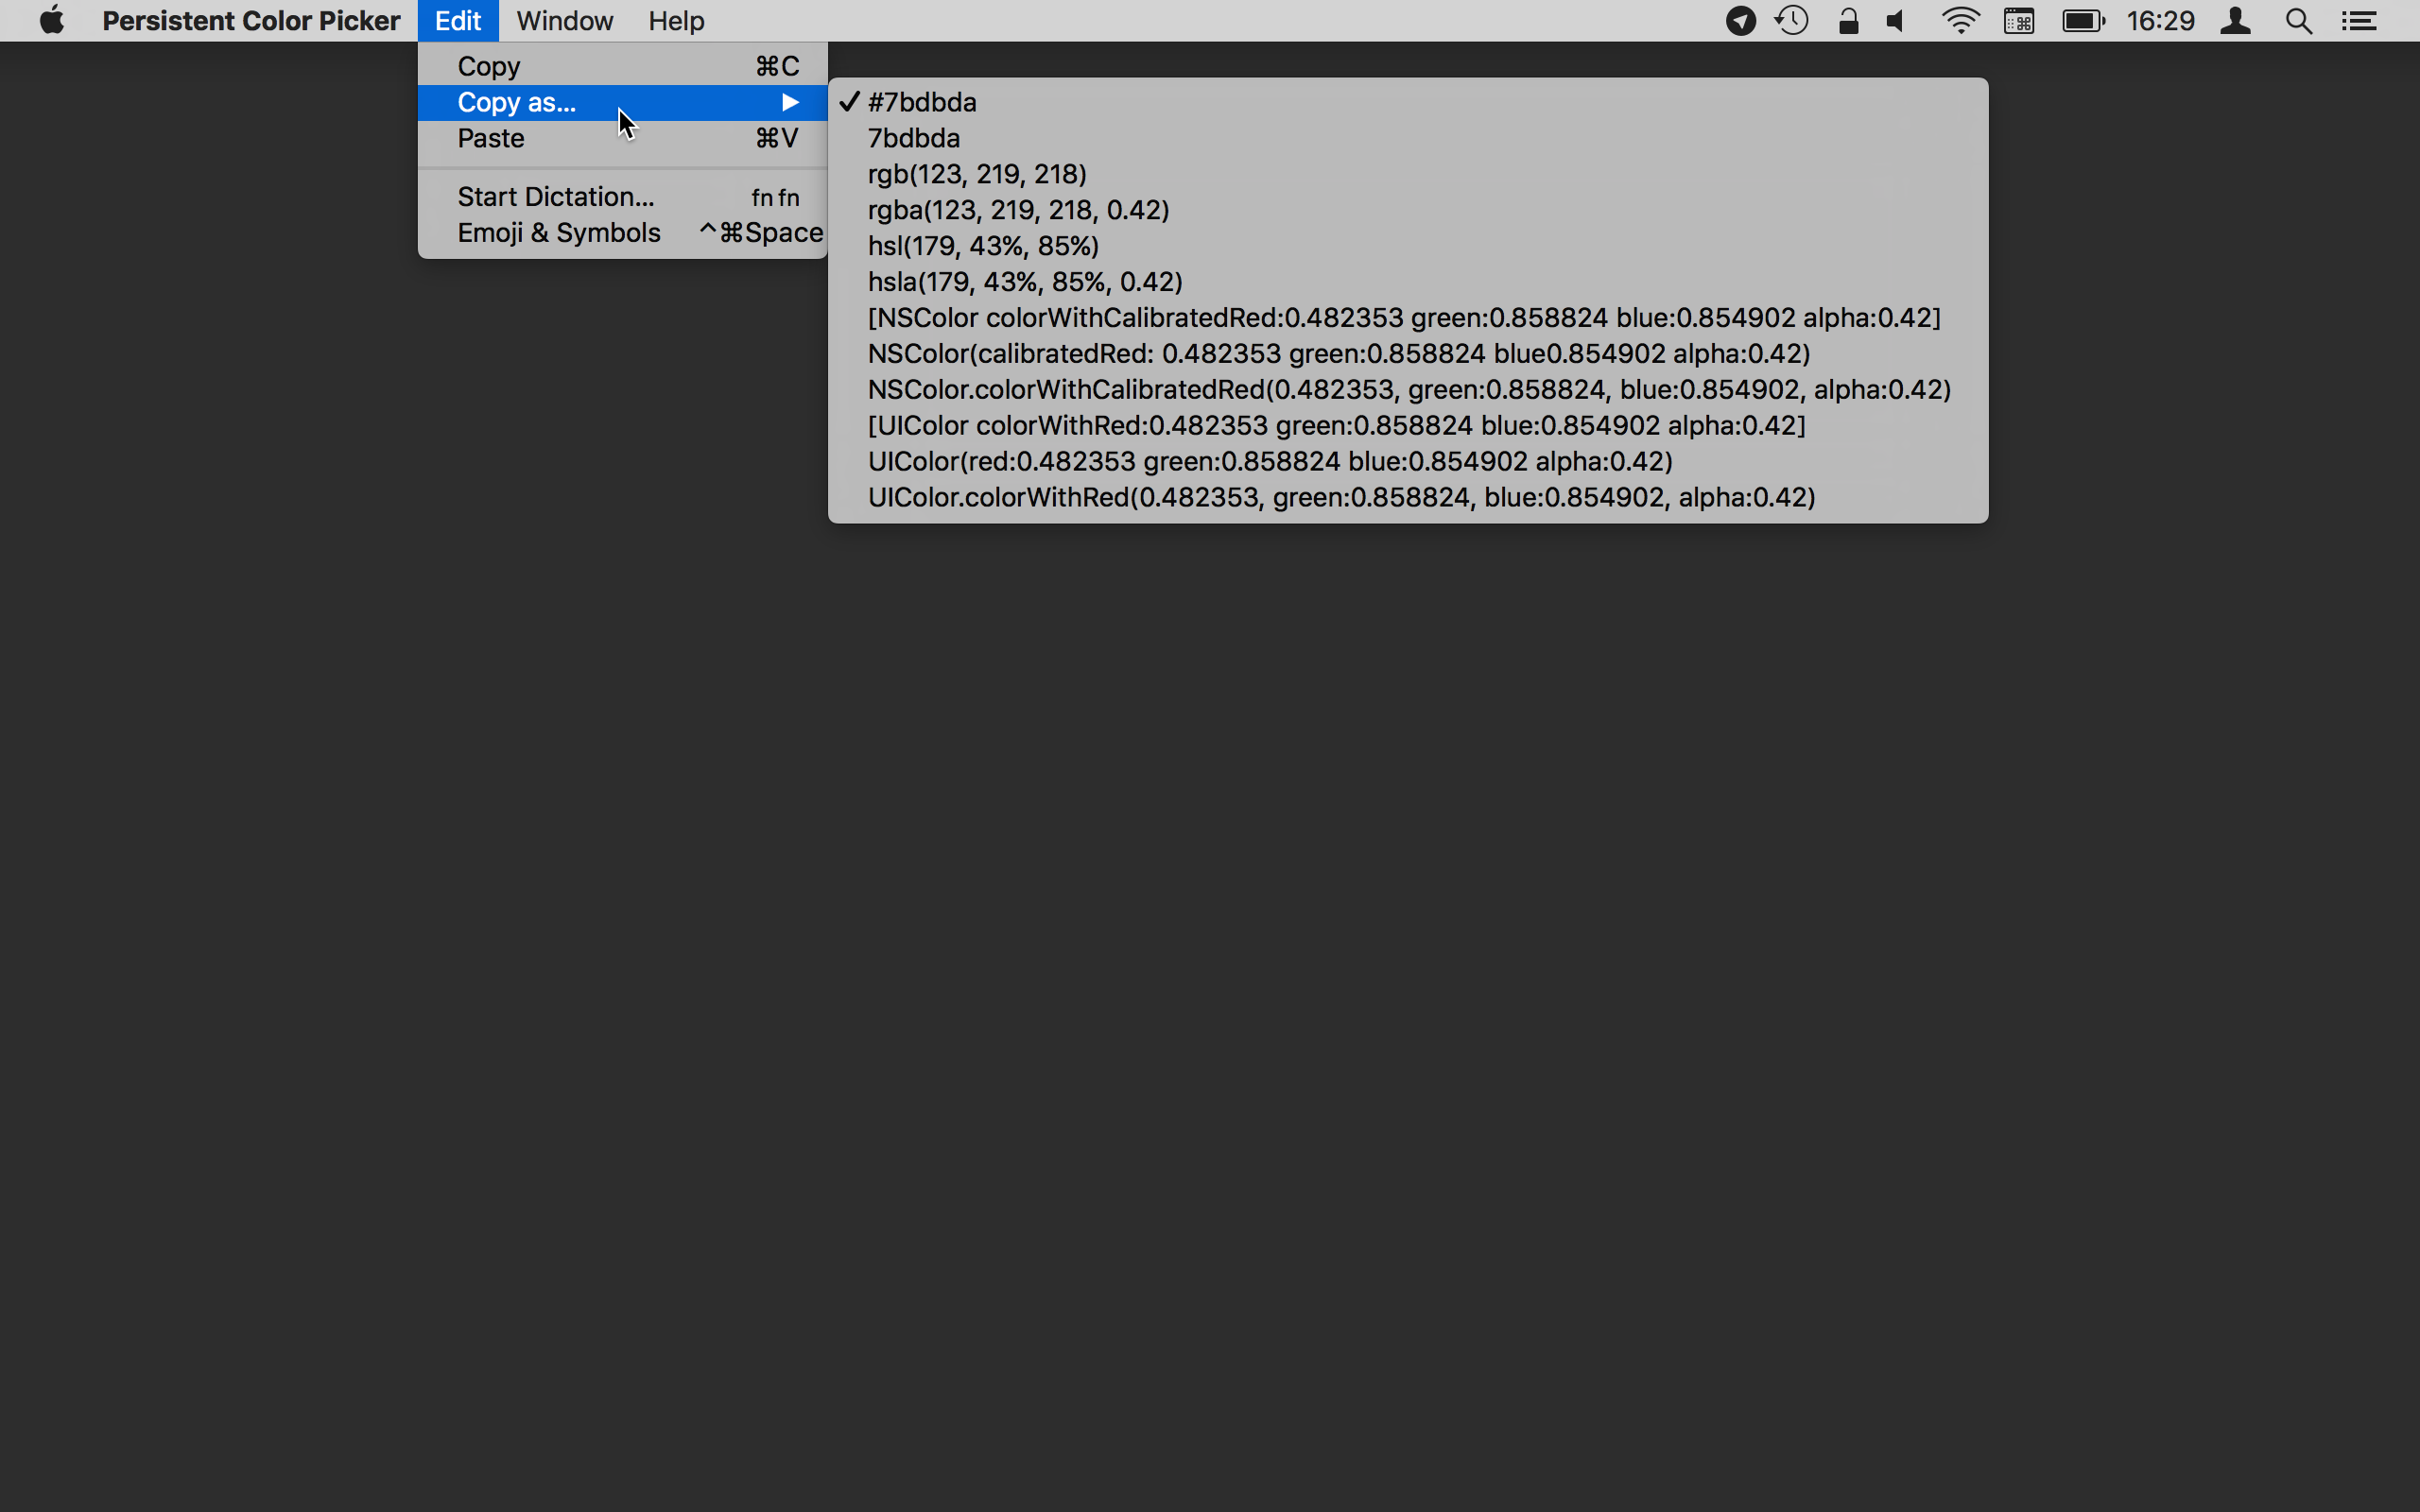 Persistent Color Picker Edit Window Help 16:29
Copy ⌘C
Copy as... ▶
Paste ⌘V
Start Dictation... fn fn
Emoji & Symbols ^⌘Space
✓ #7bdbda
7bdbda
rgb(123, 219, 218)
rgba(123, 219, 218, 0.42)
hsl(179, 43%, 85%)
hsla(179, 43%, 85%, 0.42)
[NSColor colorWithCalibratedRed:0.482353 green:0.858824 blue:0.854902 alpha:0.42]
NSColor(calibratedRed: 0.482353 green:0.858824 blue0.854902 alpha:0.42)
NSColor.colorWithCalibratedRed(0.482353, green:0.858824, blue:0.854902, alpha:0.42)
[UIColor colorWithRed:0.482353 green:0.858824 blue:0.854902 alpha:0.42]
UIColor(red:0.482353 green:0.858824 blue:0.854902 alpha:0.42)
UIColor.colorWithRed(0.482353, green:0.858824, blue:0.854902, alpha:0.42)